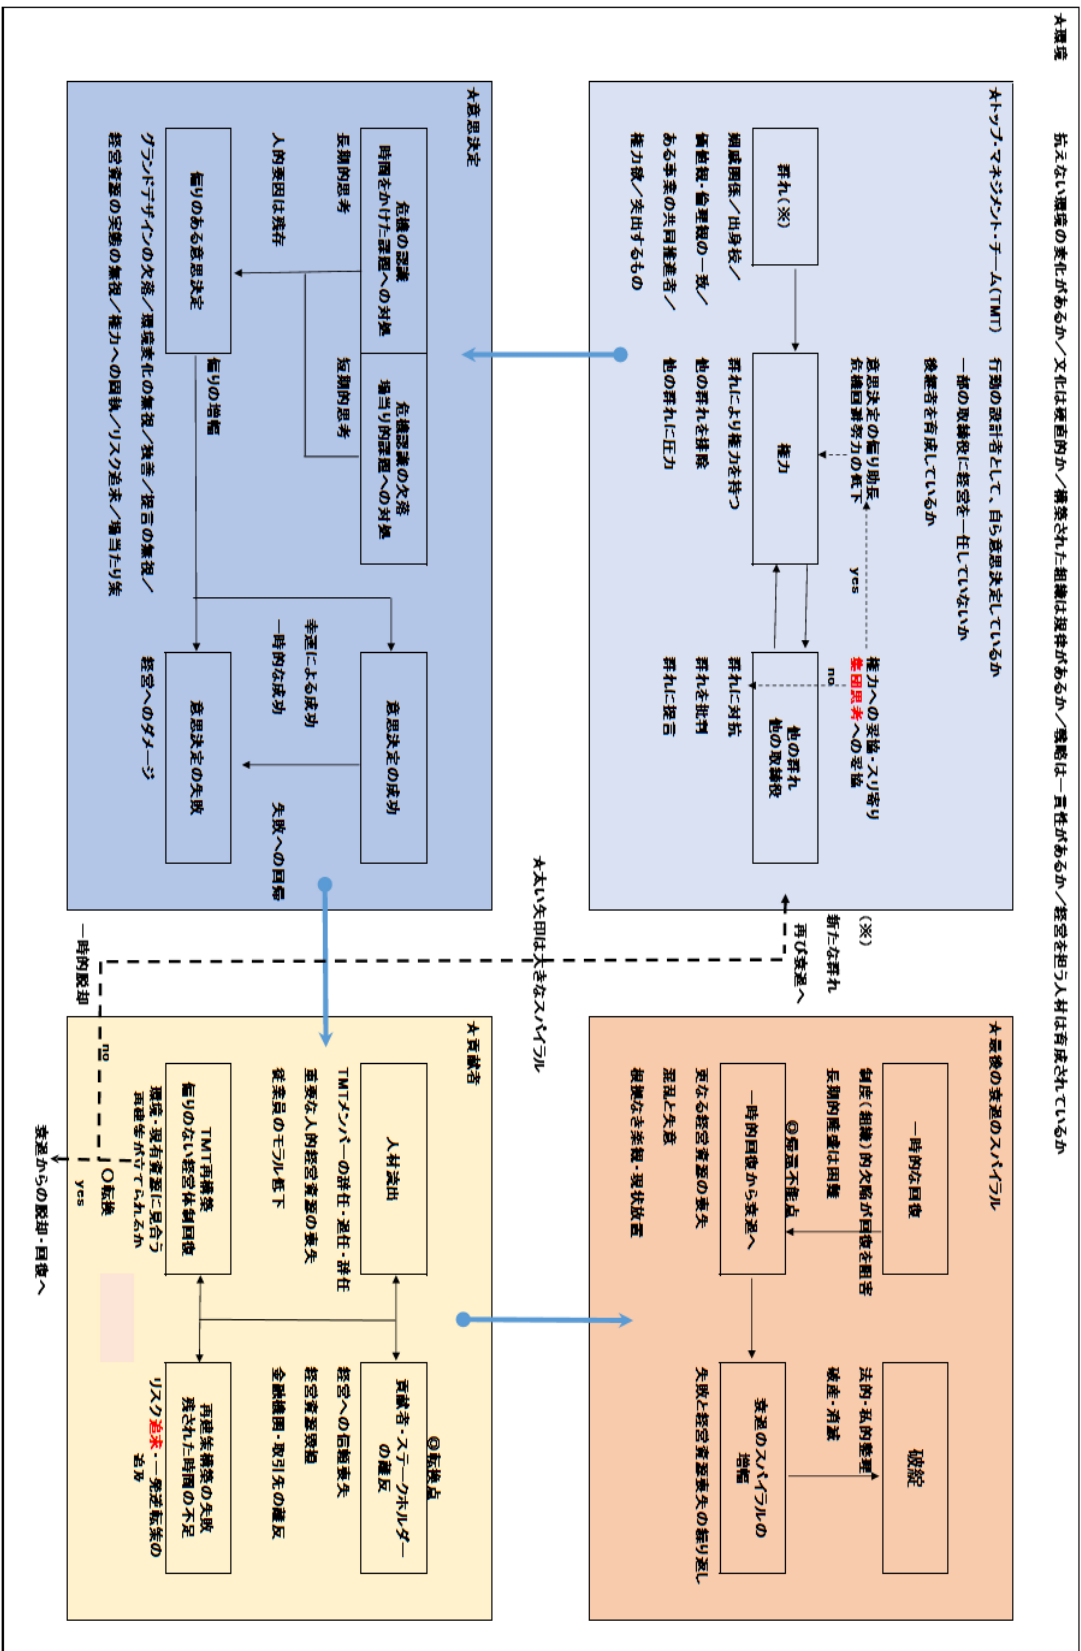 ★環境　抗えない環境の変化があるか／文化は硬直的か／構築された組織は規律があるか／戦略は一貫性があるか／経営を担う人材は育成されているか
★トップ・マネジメント・チーム(TMT)
行動の設計者として、自ら意思決定しているか
一部の取締役に経営を一任していないか
後継者を育成しているか
意思決定の偏り助長
危機回避努力の低下
yes
権力への妥協・スリ寄り
集団思考への妥協
no
群れ(※)
権力
他の群れ
他の取締役
姻戚関係／出身校／
価値観・倫理観の一致／
ある事業の共同推進者／
権力欲／突出するもの
群れにより権力を持つ
他の群れを排除
他の群れに圧力
群れに対抗
群れを批判
群れに提言
(※)
新たな群れ
再び衰退へ
★最後の衰退のスパイラル
一時的な回復
破綻
制度(組織)的欠陥が回復を阻害
長期的隆盛は困難
法的・私的整理
破産・消滅
◎帰還不能点
一時的回復から衰退へ
衰退のスパイラルの
増幅
更なる経営資源の喪失
混乱と失意
根拠なき楽観・現状放置
失敗と経営資源喪失の繰り返し
★太い矢印は大きなスパイラル
★意思決定
危機の認識
時間をかけた課題への対処
危機認識の欠落
場当り的課題への対処
長期的思考
短期的思考
人的要因は残存
意思決定の成功
幸運による成功
一時的な成功
失敗への回帰
偏りのある意思決定
偏りの増幅
意思決定の失敗
グランドデザインの欠落／環境変化の無視／独善／提言の無視／
経営資源の実態の無視／権力への固執／リスク追求／場当たり策
経営へのダメージ
★貢献者
◎転換点
人材流出
貢献者・ステークホルダー
の離反
TMTメンバーの辞任・退任・辞任
重要な人的経営資源の喪失
従業員のモラル低下
経営への信頼喪失
経営資源毀損
金融機関・取引先の離反
TMT再構築
偏りのない経営体制回復
再建策構築の失敗
残された時間の不足
環境・現有資源に見合う
再建策が立てられるか
リスク追求・一発逆転策の
追及
〇転換
no
yes
一時的脱却
衰退からの脱却・回復へ